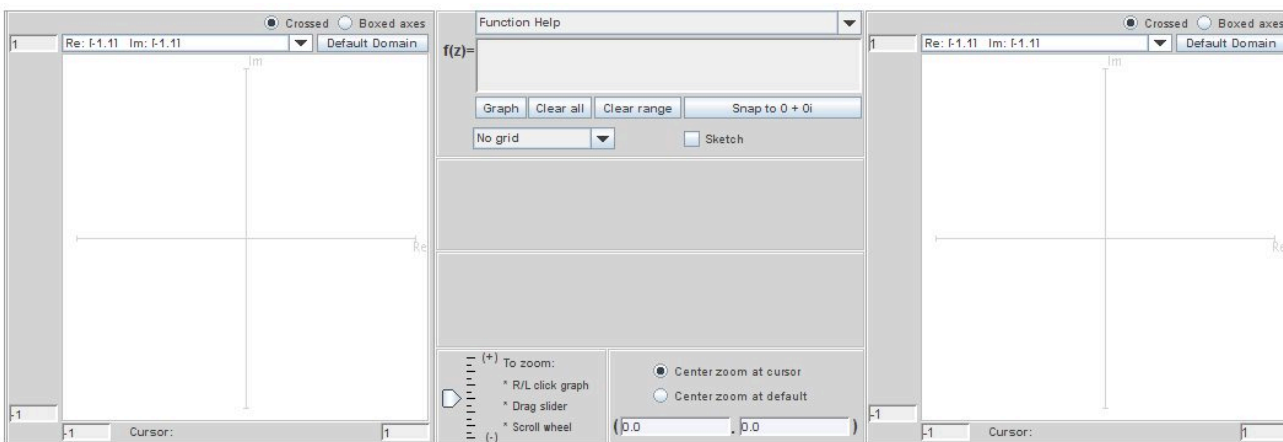 Crossed Boxed axes
1 Re: [-1,1] Im: [-1,1] Default Domain
Im
Re
-1
-1 Cursor: 1
Function Help
f(z)=
Graph Clear all Clear range Snap to 0 + 0i
No grid Sketch
(+) To zoom:
* R/L click graph
* Drag slider
* Scroll wheel
(-)
Center zoom at cursor
Center zoom at default
(0.0 , 0.0 )
Crossed Boxed axes
1 Re: [-1,1] Im: [-1,1] Default Domain
Im
Re
-1
-1 Cursor: 1